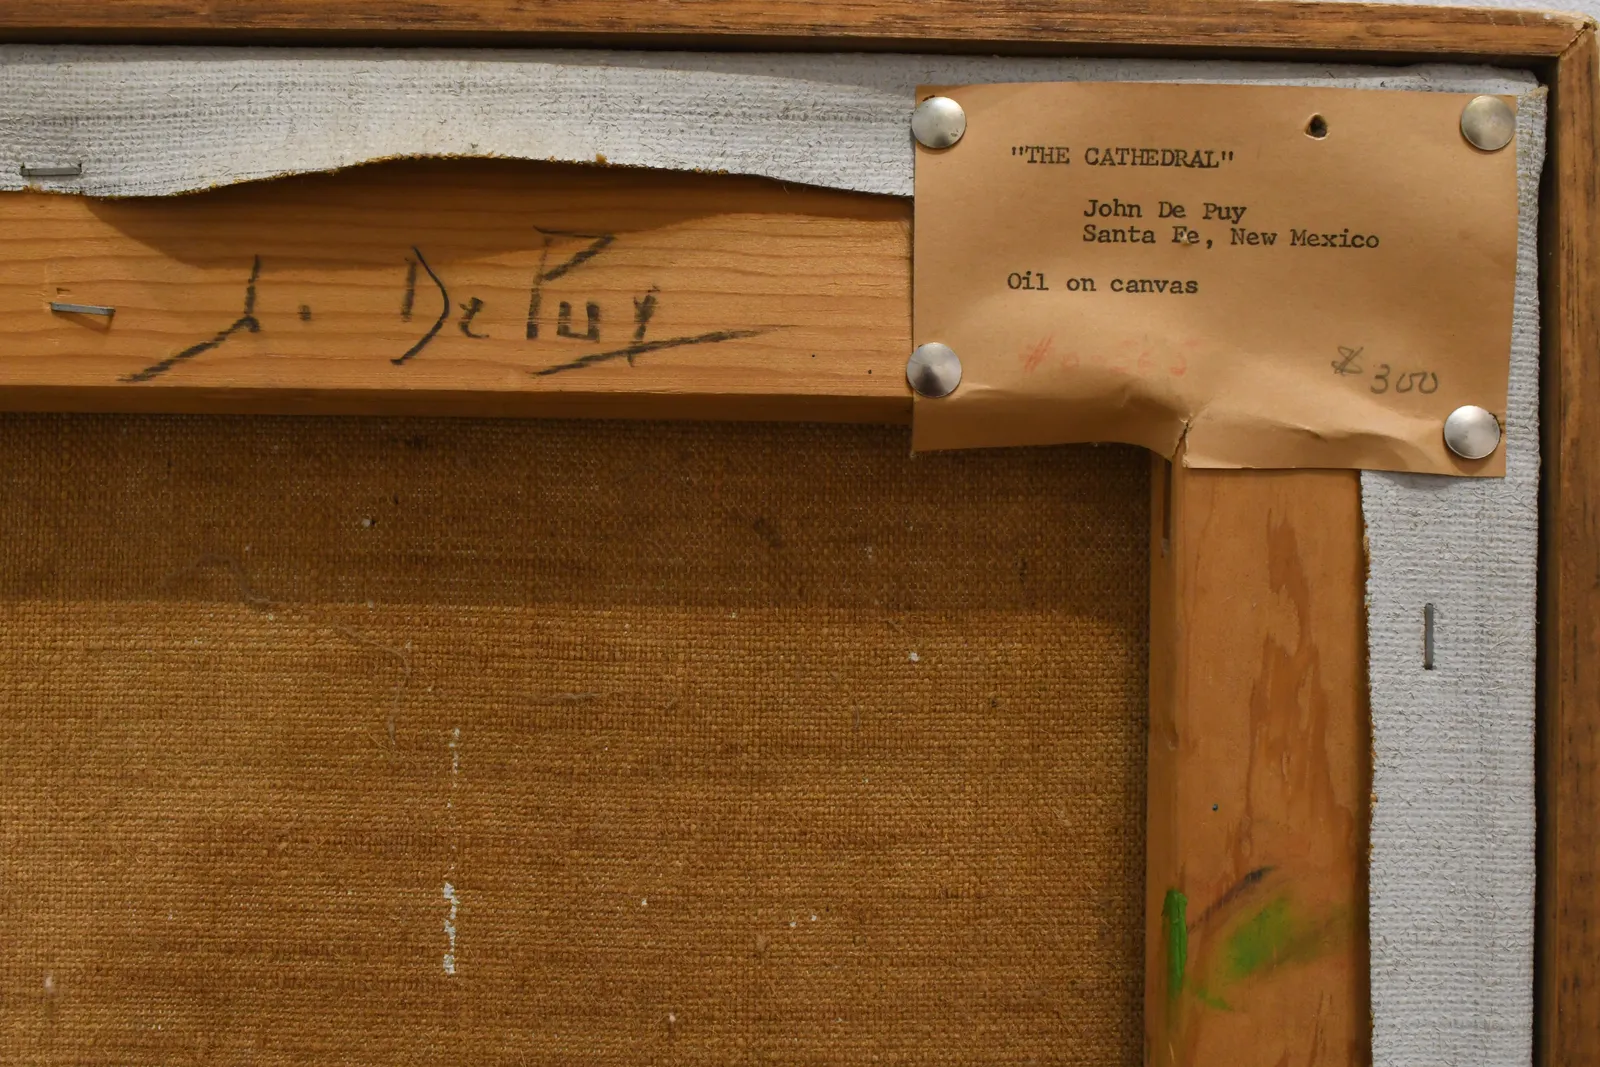 "THE CATHEDRAL"
John De Puy
Santa Fe, New Mexico
Oil on canvas
$300
J. De Puy